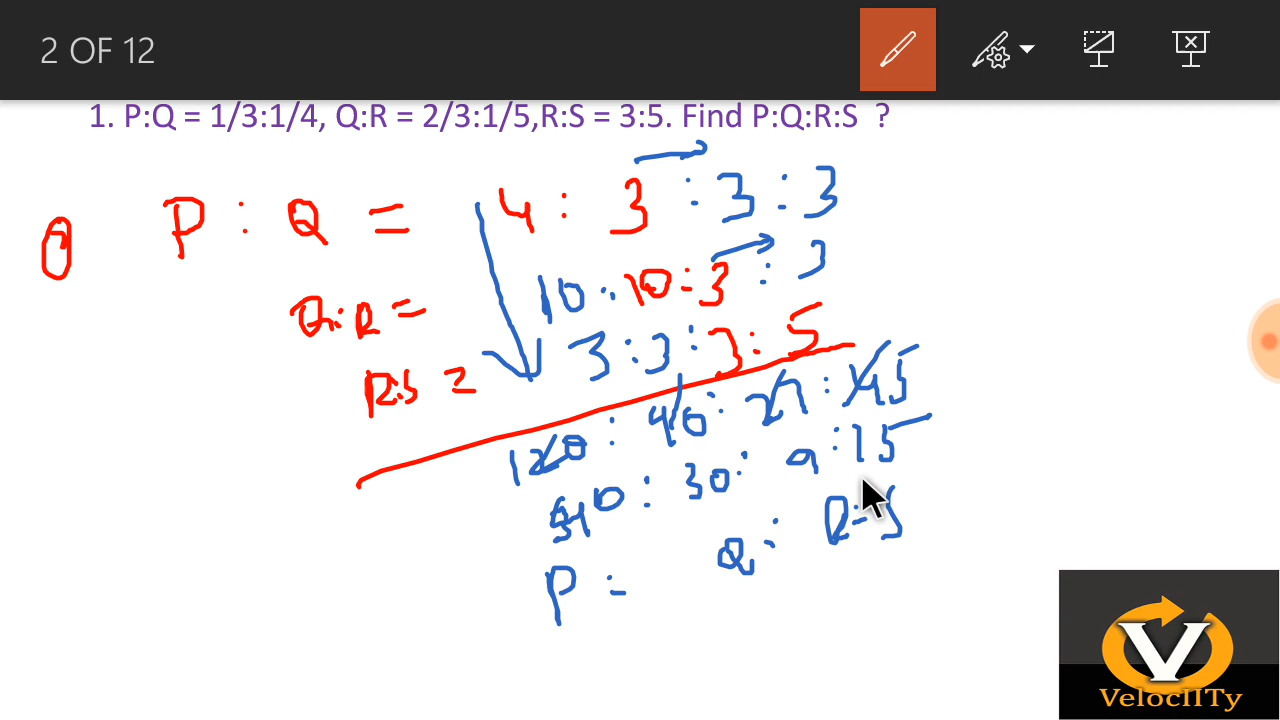 2 OF 12
1. P:Q = 1/3:1/4, Q:R = 2/3:1/5,R:S = 3:5. Find P:Q:R:S ?
P : Q = 4 : 3 : 3 : 3
Q:R = 10 : 10 : 3 : 3
R:S = 3 : 3 : 3 : 5
120 : 90 : 27 : 45
40 : 30 : 9 : 15
P : Q : R : S
V
VelocIITy